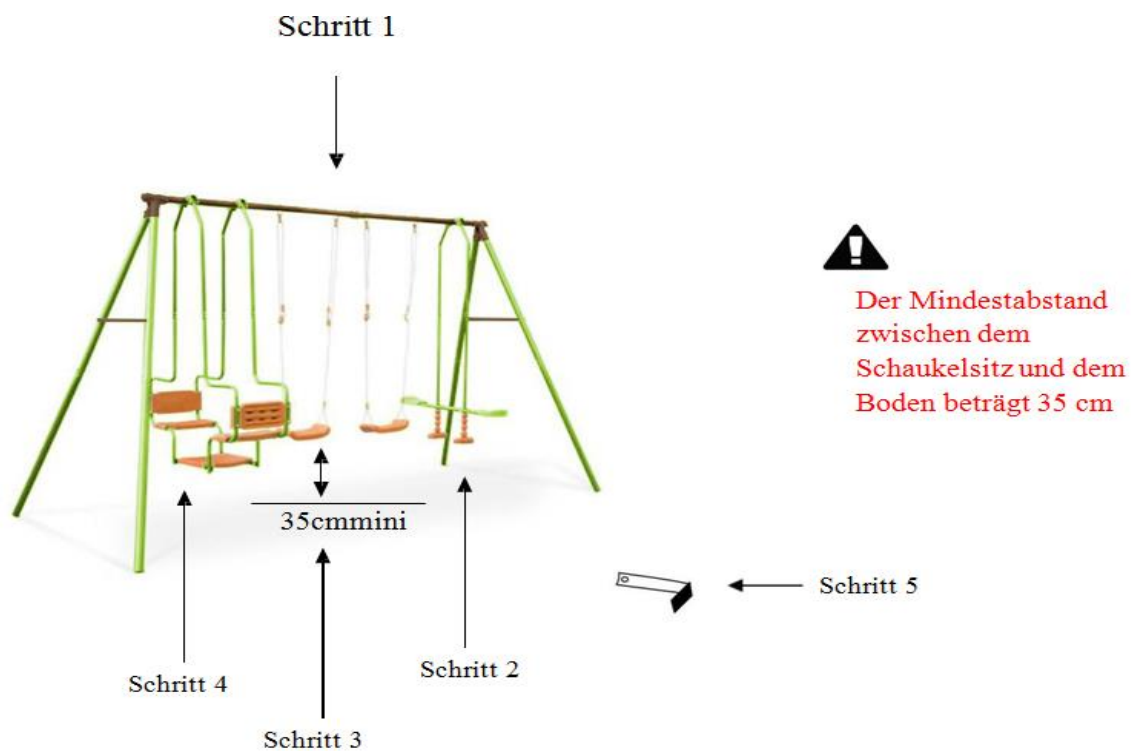 Schritt 1
Der Mindestabstand
zwischen dem
Schaukelsitz und dem
Boden beträgt 35 cm
35cmmini
Schritt 5
Schritt 2
Schritt 4
Schritt 3